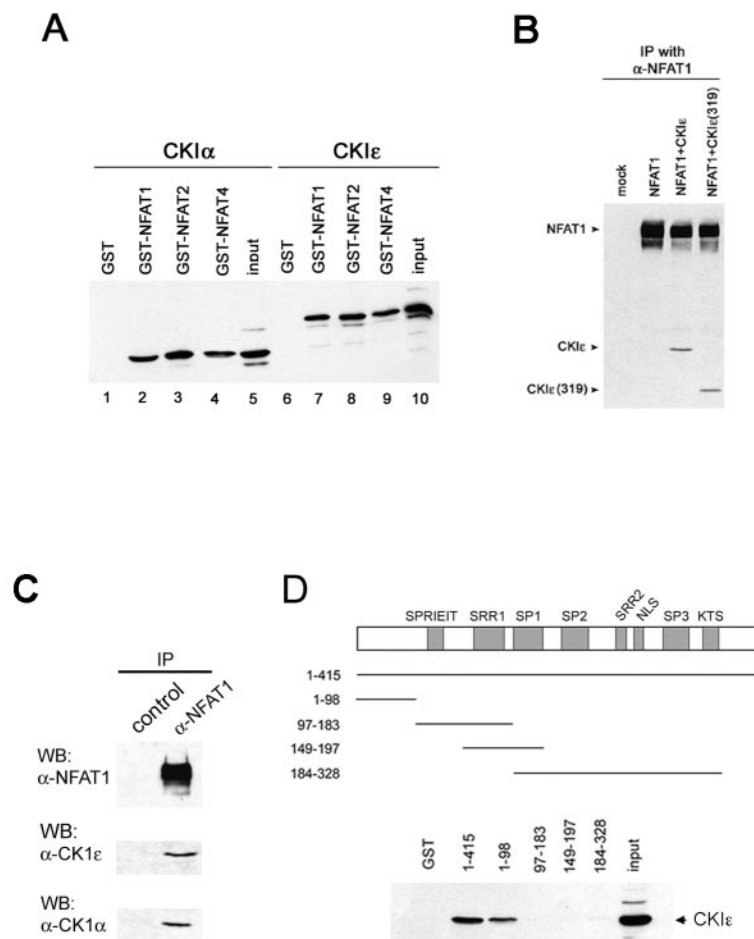 A
CKIα CKIε
GST GST-NFAT1 GST-NFAT2 GST-NFAT4 input GST GST-NFAT1 GST-NFAT2 GST-NFAT4 input
1 2 3 4 5 6 7 8 9 10
B
IP with
α-NFAT1
mock NFAT1 NFAT1+CKIε NFAT1+CKIε(319)
NFAT1
CKIε
CKIε(319)
C
IP
control α-NFAT1
WB:
α-NFAT1
WB:
α-CK1ε
WB:
α-CK1α
D
SPRIEIT SRR1 SP1 SP2 SRR2 NLS SP3 KTS
1-415
1-98
97-183
149-197
184-328
GST 1-415 1-98 97-183 149-197 184-328 input
CKIε